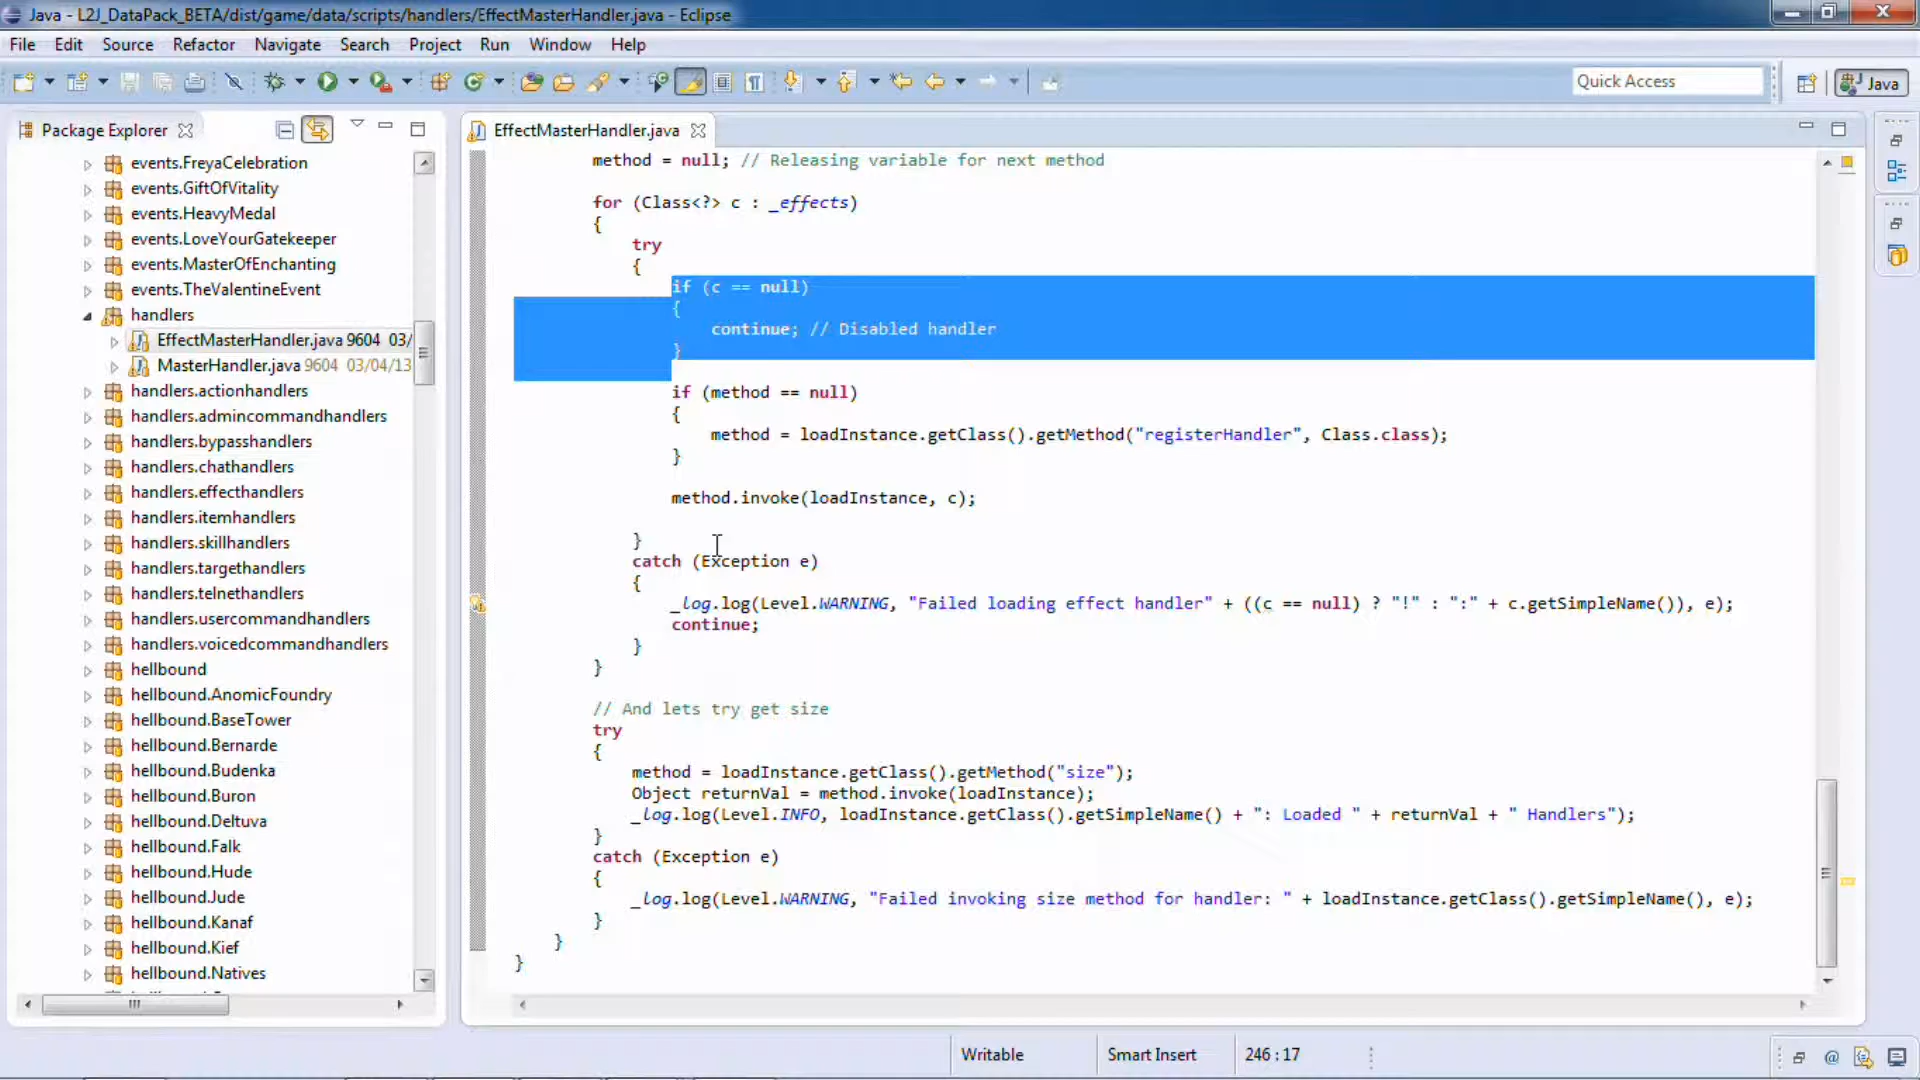 Java - L2J_DataPack_BETA/dist/game/data/scripts/handlers/EffectMasterHandler.java - Eclipse
File Edit Source Refactor Navigate Search Project Run Window Help
Quick Access
Java
Package Explorer
events.FreyaCelebration
events.GiftOfVitality
events.HeavyMedal
events.LoveYourGatekeeper
events.MasterOfEnchanting
events.TheValentineEvent
handlers
EffectMasterHandler.java 9604 03/
MasterHandler.java 9604 03/04/13
handlers.actionhandlers
handlers.admincommandhandlers
handlers.bypasshandlers
handlers.chathandlers
handlers.effecthandlers
handlers.itemhandlers
handlers.skillhandlers
handlers.targethandlers
handlers.telnethandlers
handlers.usercommandhandlers
handlers.voicedcommandhandlers
hellbound
hellbound.AnomicFoundry
hellbound.BaseTower
hellbound.Bernarde
hellbound.Budenka
hellbound.Buron
hellbound.Deltuva
hellbound.Falk
hellbound.Hude
hellbound.Jude
hellbound.Kanaf
hellbound.Kief
hellbound.Natives
EffectMasterHandler.java
method = null; // Releasing variable for next method
for (Class<?> c : _effects)
{
try
{
if (c == null)
{
continue; // Disabled handler
}
if (method == null)
{
method = loadInstance.getClass().getMethod("registerHandler", Class.class);
}
method.invoke(loadInstance, c);
}
catch (Exception e)
{
_log.log(Level.WARNING, "Failed loading effect handler" + ((c == null) ? "!" : ":" + c.getSimpleName()), e);
continue;
}
}
// And lets try get size
try
{
method = loadInstance.getClass().getMethod("size");
Object returnVal = method.invoke(loadInstance);
_log.log(Level.INFO, loadInstance.getClass().getSimpleName() + ": Loaded " + returnVal + " Handlers");
}
catch (Exception e)
{
_log.log(Level.WARNING, "Failed invoking size method for handler: " + loadInstance.getClass().getSimpleName(), e);
}
}
}
Writable
Smart Insert
246 : 17